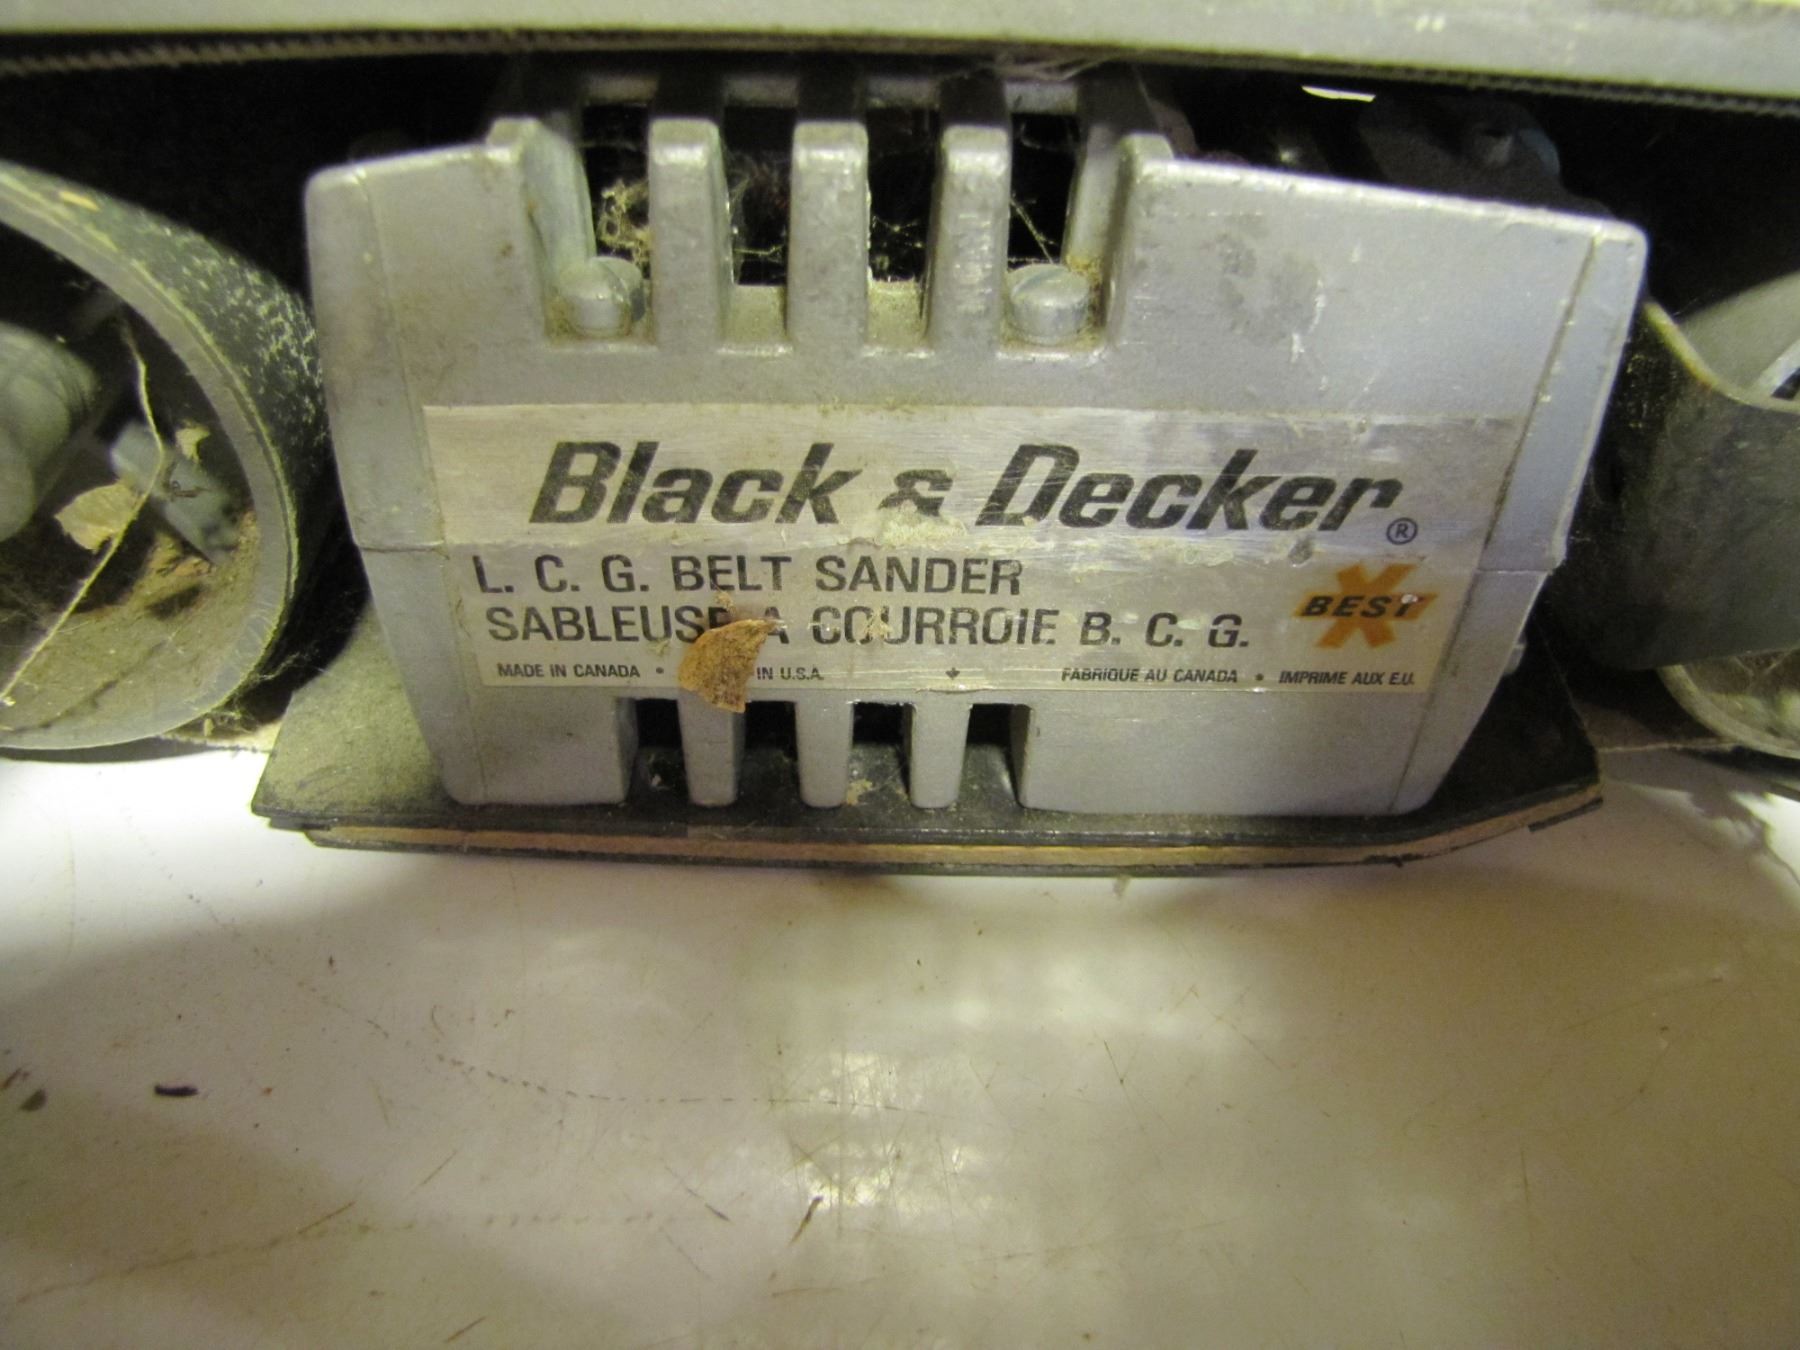 Black & Decker ®
L. C. G. BELT SANDER
SABLEUSE A COURROIE B. C. G.
BEST
MADE IN CANADA • IN U.S.A. FABRIQUE AU CANADA • IMPRIME AUX E.U.